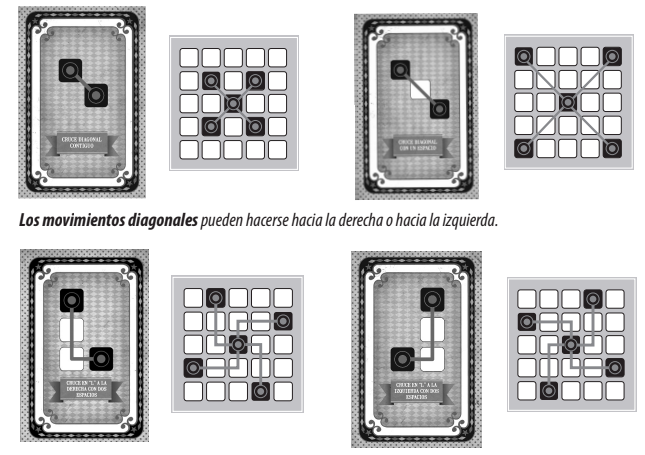 CRUCE DIAGONAL
CONTIGUO
CRUCE DIAGONAL
CON UN ESPACIO
Los movimientos diagonales pueden hacerse hacia la derecha o hacia la izquierda.
CRUCE EN "L" A LA
DERECHA CON DOS
ESPACIOS
CRUCE EN "L" A LA
IZQUIERDA CON DOS
ESPACIOS